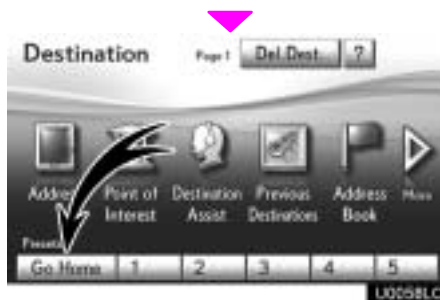 Destination Page 1 Del.Dest. ?
Address Point of Interest Destination Assist Previous Destinations Address Book More
Presets
Go Home 1 2 3 4 5
U0058LC